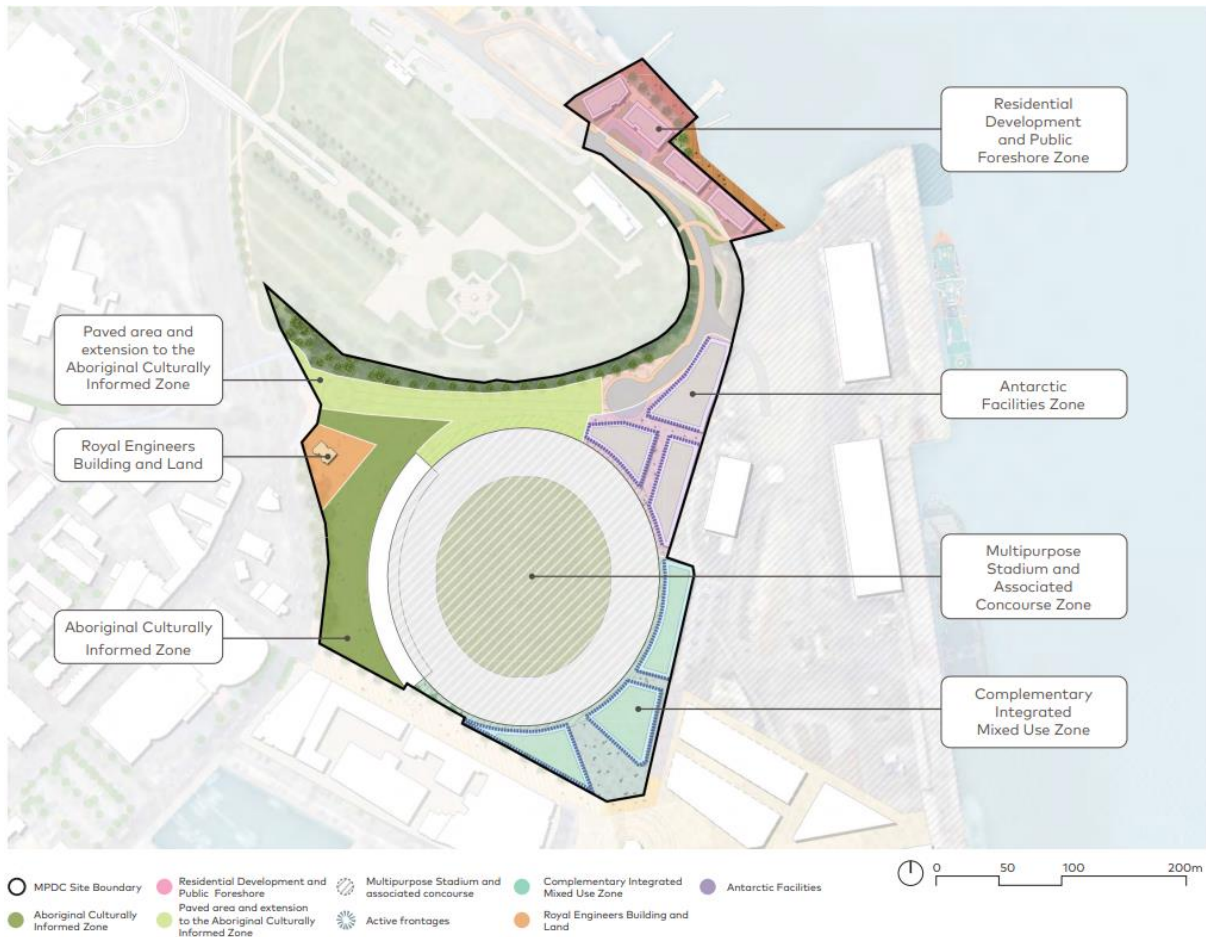 Residential
Development
and Public
Foreshore Zone
Paved area and
extension to the
Aboriginal Culturally
Informed Zone
Antarctic
Facilities Zone
Royal Engineers
Building and Land
Multipurpose
Stadium and
Associated
Concourse Zone
Aboriginal Culturally
Informed Zone
Complementary
Integrated
Mixed Use Zone
MPDC Site Boundary
Residential Development and
Public Foreshore
Multipurpose Stadium and
associated concourse
Complementary Integrated
Mixed Use Zone
Antarctic Facilities
Aboriginal Culturally
Informed Zone
Paved area and extension
to the Aboriginal Culturally
Informed Zone
Active frontages
Royal Engineers Building and
Land
0 50 100 200m